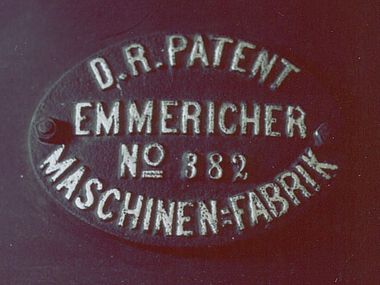 D.R. PATENT
EMMERICHER
No 382
MASCHINEN=FABRIK